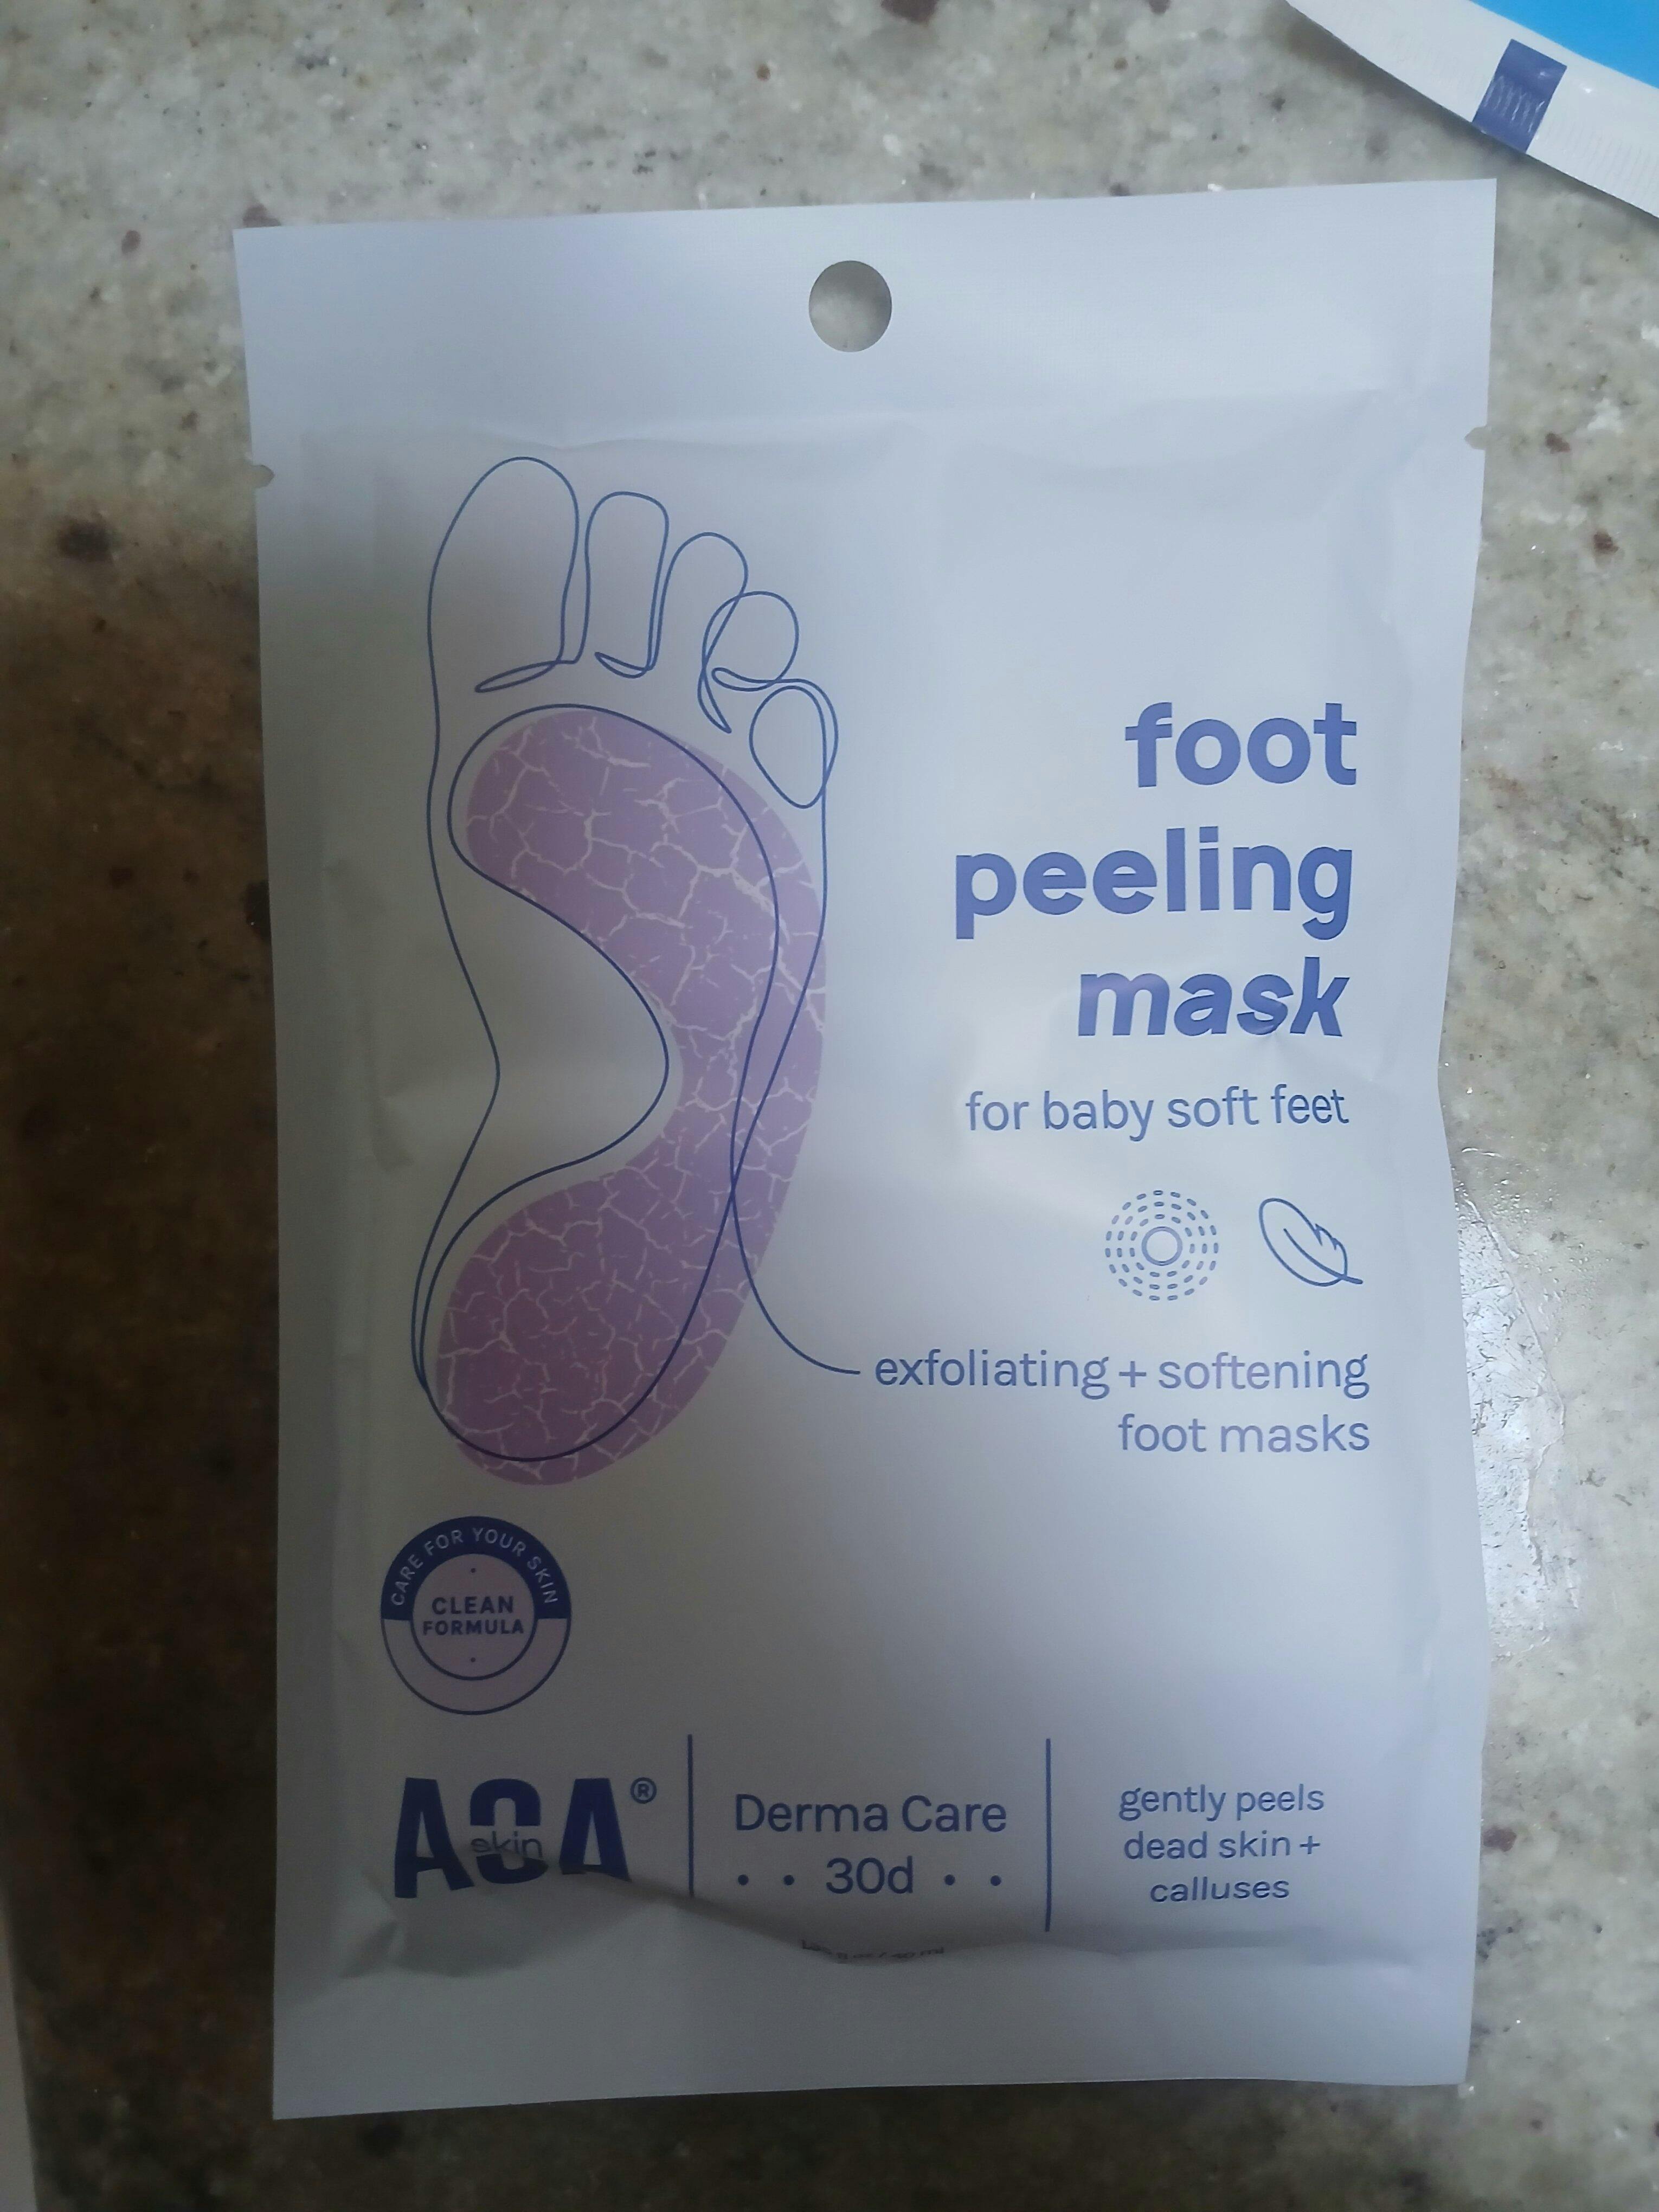 foot
peeling
mask
for baby soft feet
exfoliating + softening
foot masks
CARE FOR YOUR SKIN
CLEAN
FORMULA
skin
®
Derma Care
• • 30d • •
gently peels
dead skin +
calluses